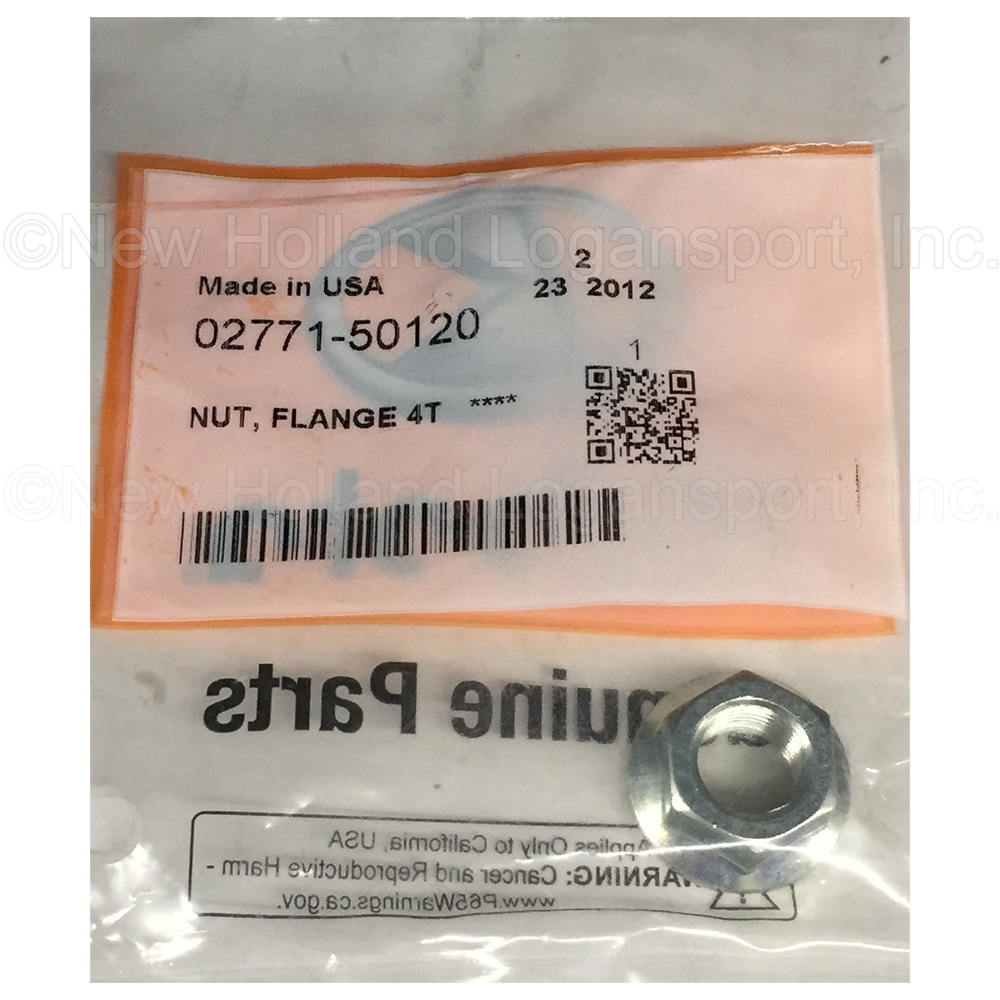 ©New Holland Logansport, Inc.
Made in USA
2
23 2012
02771-50120
1
NUT, FLANGE 4T ****
©New Holland Logansport, Inc.
nuine Parts
Applies Only to California, USA
WARNING: Cancer and Reproductive Harm -
www.P65Warnings.ca.gov.